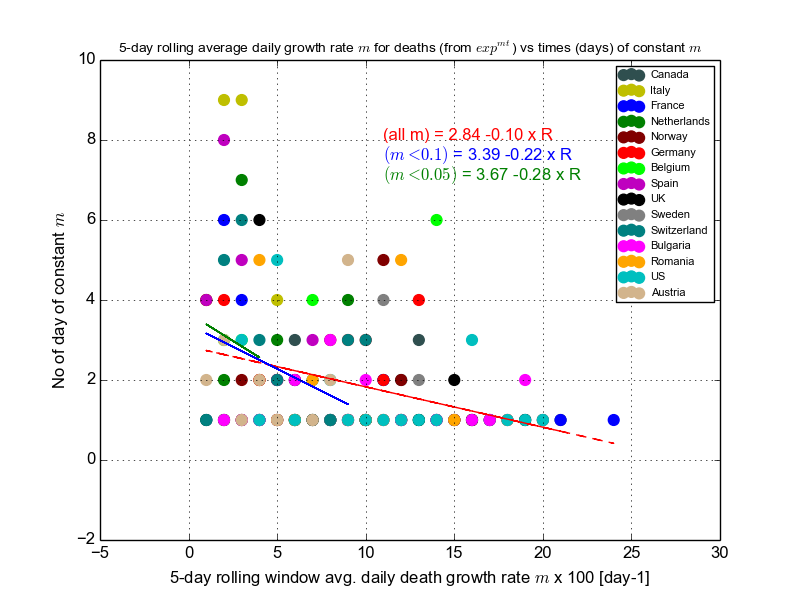 5-day rolling average daily growth rate m for deaths (from exp^mt) vs times (days) of constant m
10
8
6
4
2
0
−2
No of day of constant m
(all m) = 2.84 -0.10 x R
(m <0.1) = 3.39 -0.22 x R
(m <0.05) = 3.67 -0.28 x R
Canada
Italy
France
Netherlands
Norway
Germany
Belgium
Spain
UK
Sweden
Switzerland
Bulgaria
Romania
US
Austria
−5 0 5 10 15 20 25 30
5-day rolling window avg. daily death growth rate m x 100 [day-1]